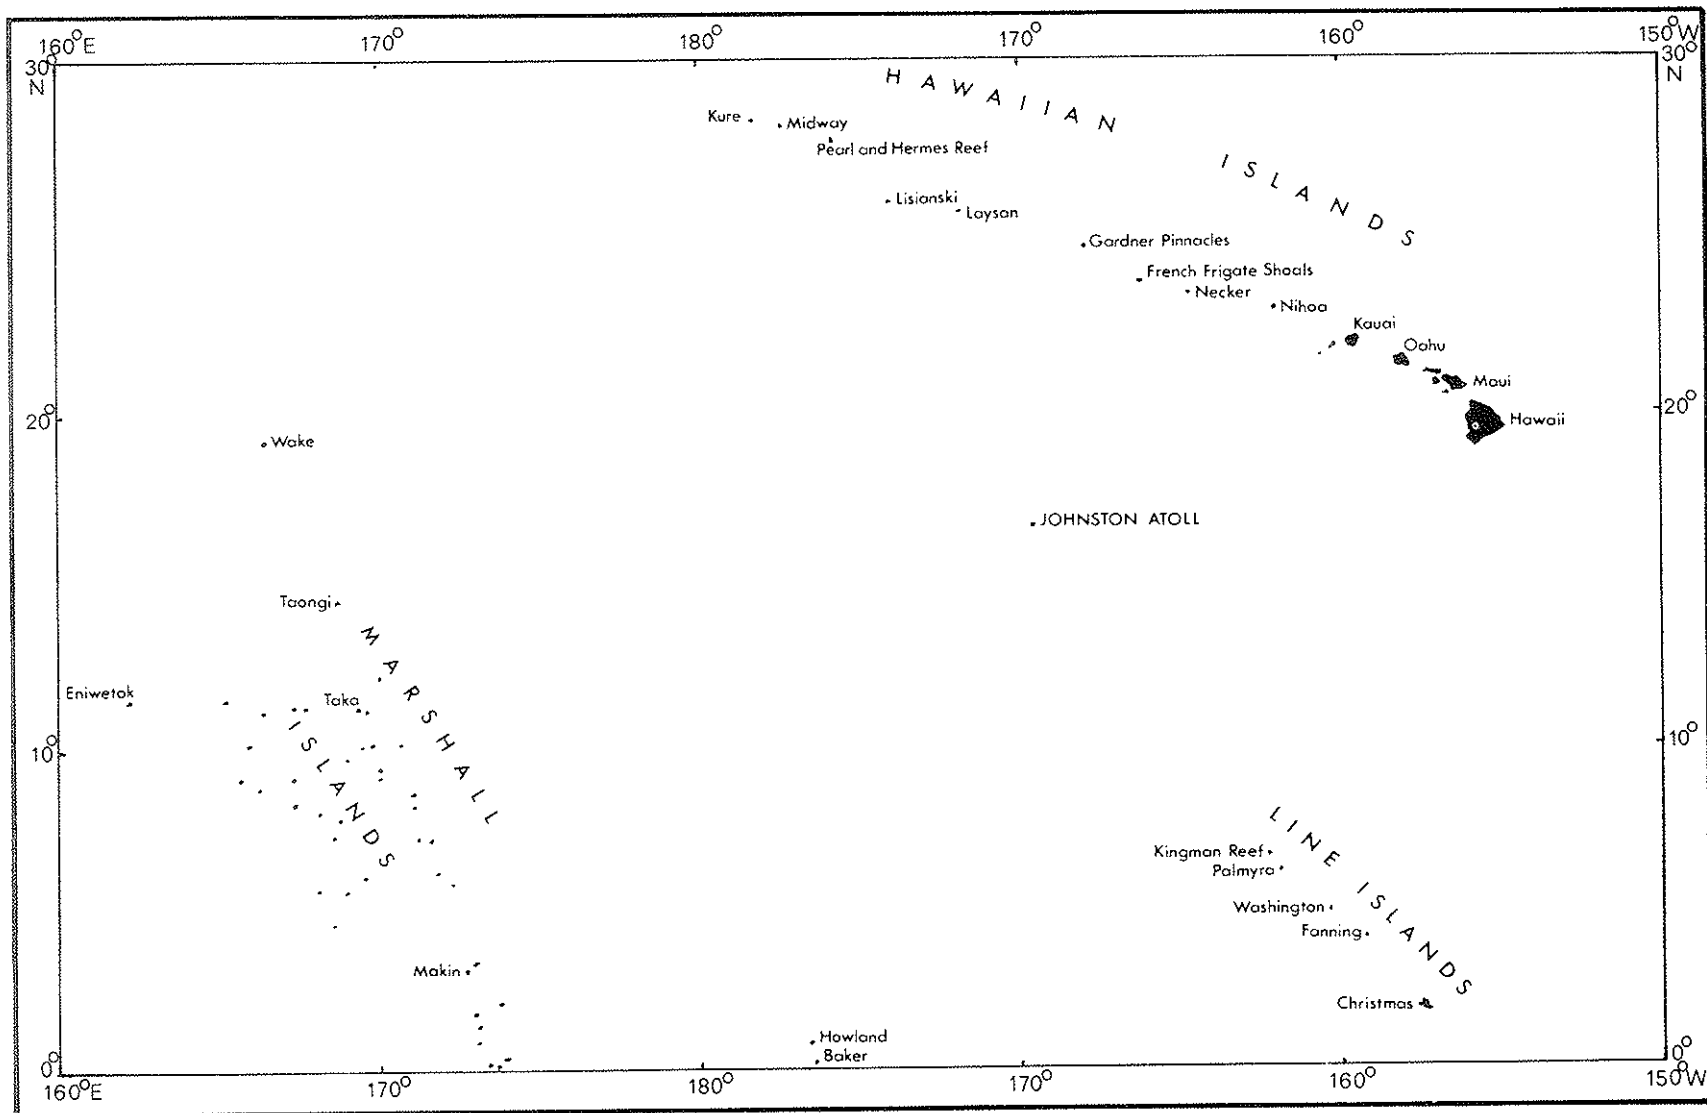 160°E 170° 180° 170° 160° 150°W
30° N
30° N
HAWAIIAN ISLANDS
Kure
Midway
Pearl and Hermes Reef
Lisianski
Laysan
Gardner Pinnacles
French Frigate Shoals
Necker
Nihoa
Kauai
Oahu
Maui
Hawaii
20°
20°
Wake
JOHNSTON ATOLL
Taongi
MARSHALL ISLANDS
Eniwetok
Taka
10°
10°
LINE ISLANDS
Kingman Reef
Palmyra
Washington
Fanning
Makin
Christmas
Howland
Baker
0°
0°
160°E 170° 180° 170° 160° 150°W